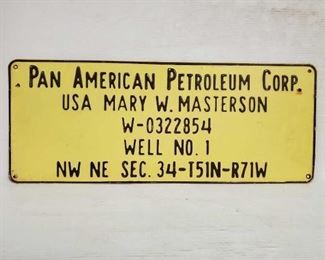 PAN AMERICAN PETROLEUM CORP.
USA MARY W. MASTERSON
W-0322854
WELL NO. 1
NW NE SEC. 34-T51N-R71W